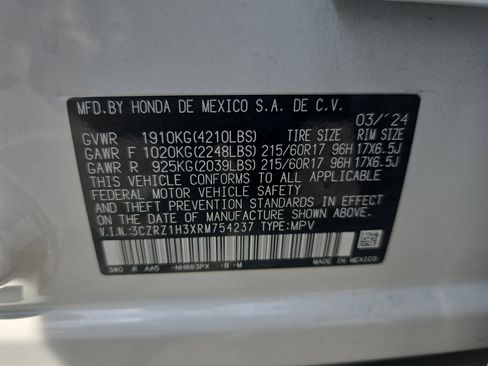 MFD.BY HONDA DE MEXICO S.A. DE C.V.
03/'24
GVWR 1910KG(4210LBS) TIRE SIZE RIM SIZE
GAWR F 1020KG(2248LBS) 215/60R17 96H 17X6.5J
GAWR R 925KG(2039LBS) 215/60R17 96H 17X6.5J
THIS VEHICLE CONFORMS TO ALL APPLICABLE
FEDERAL MOTOR VEHICLE SAFETY, BUMPER,
AND THEFT PREVENTION STANDARDS IN EFFECT
ON THE DATE OF MANUFACTURE SHOWN ABOVE.
V.I.N:3CZRZ1H3XRM754237 TYPE:MPV
R AA5 -NH883PX -B -M